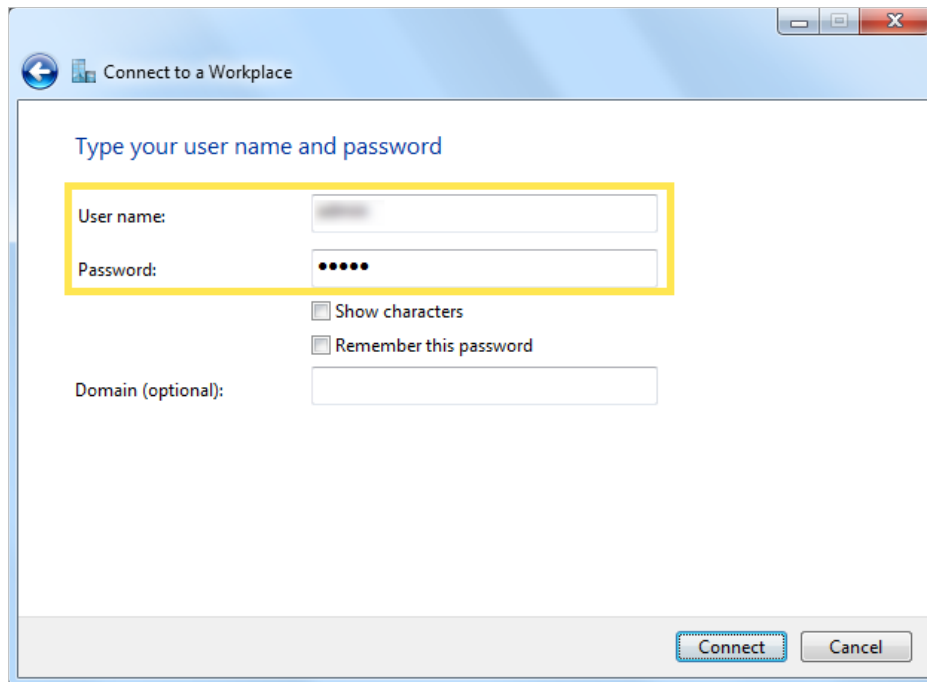 Connect to a Workplace
Type your user name and password
User name:
Password: •••••
Show characters
Remember this password
Domain (optional):
Connect Cancel